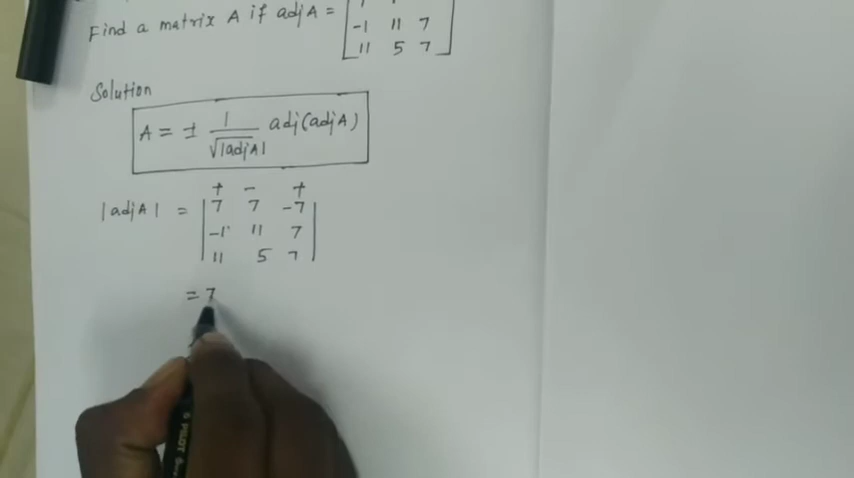 Find a matrix A if adj A =
-1 11 7
11 5 7
Solution
A = ± 1/√|adj A| adj(adj A)
+ - +
|adj A| = 7 7 -7
-1 11 7
11 5 7
= 7
PILOT